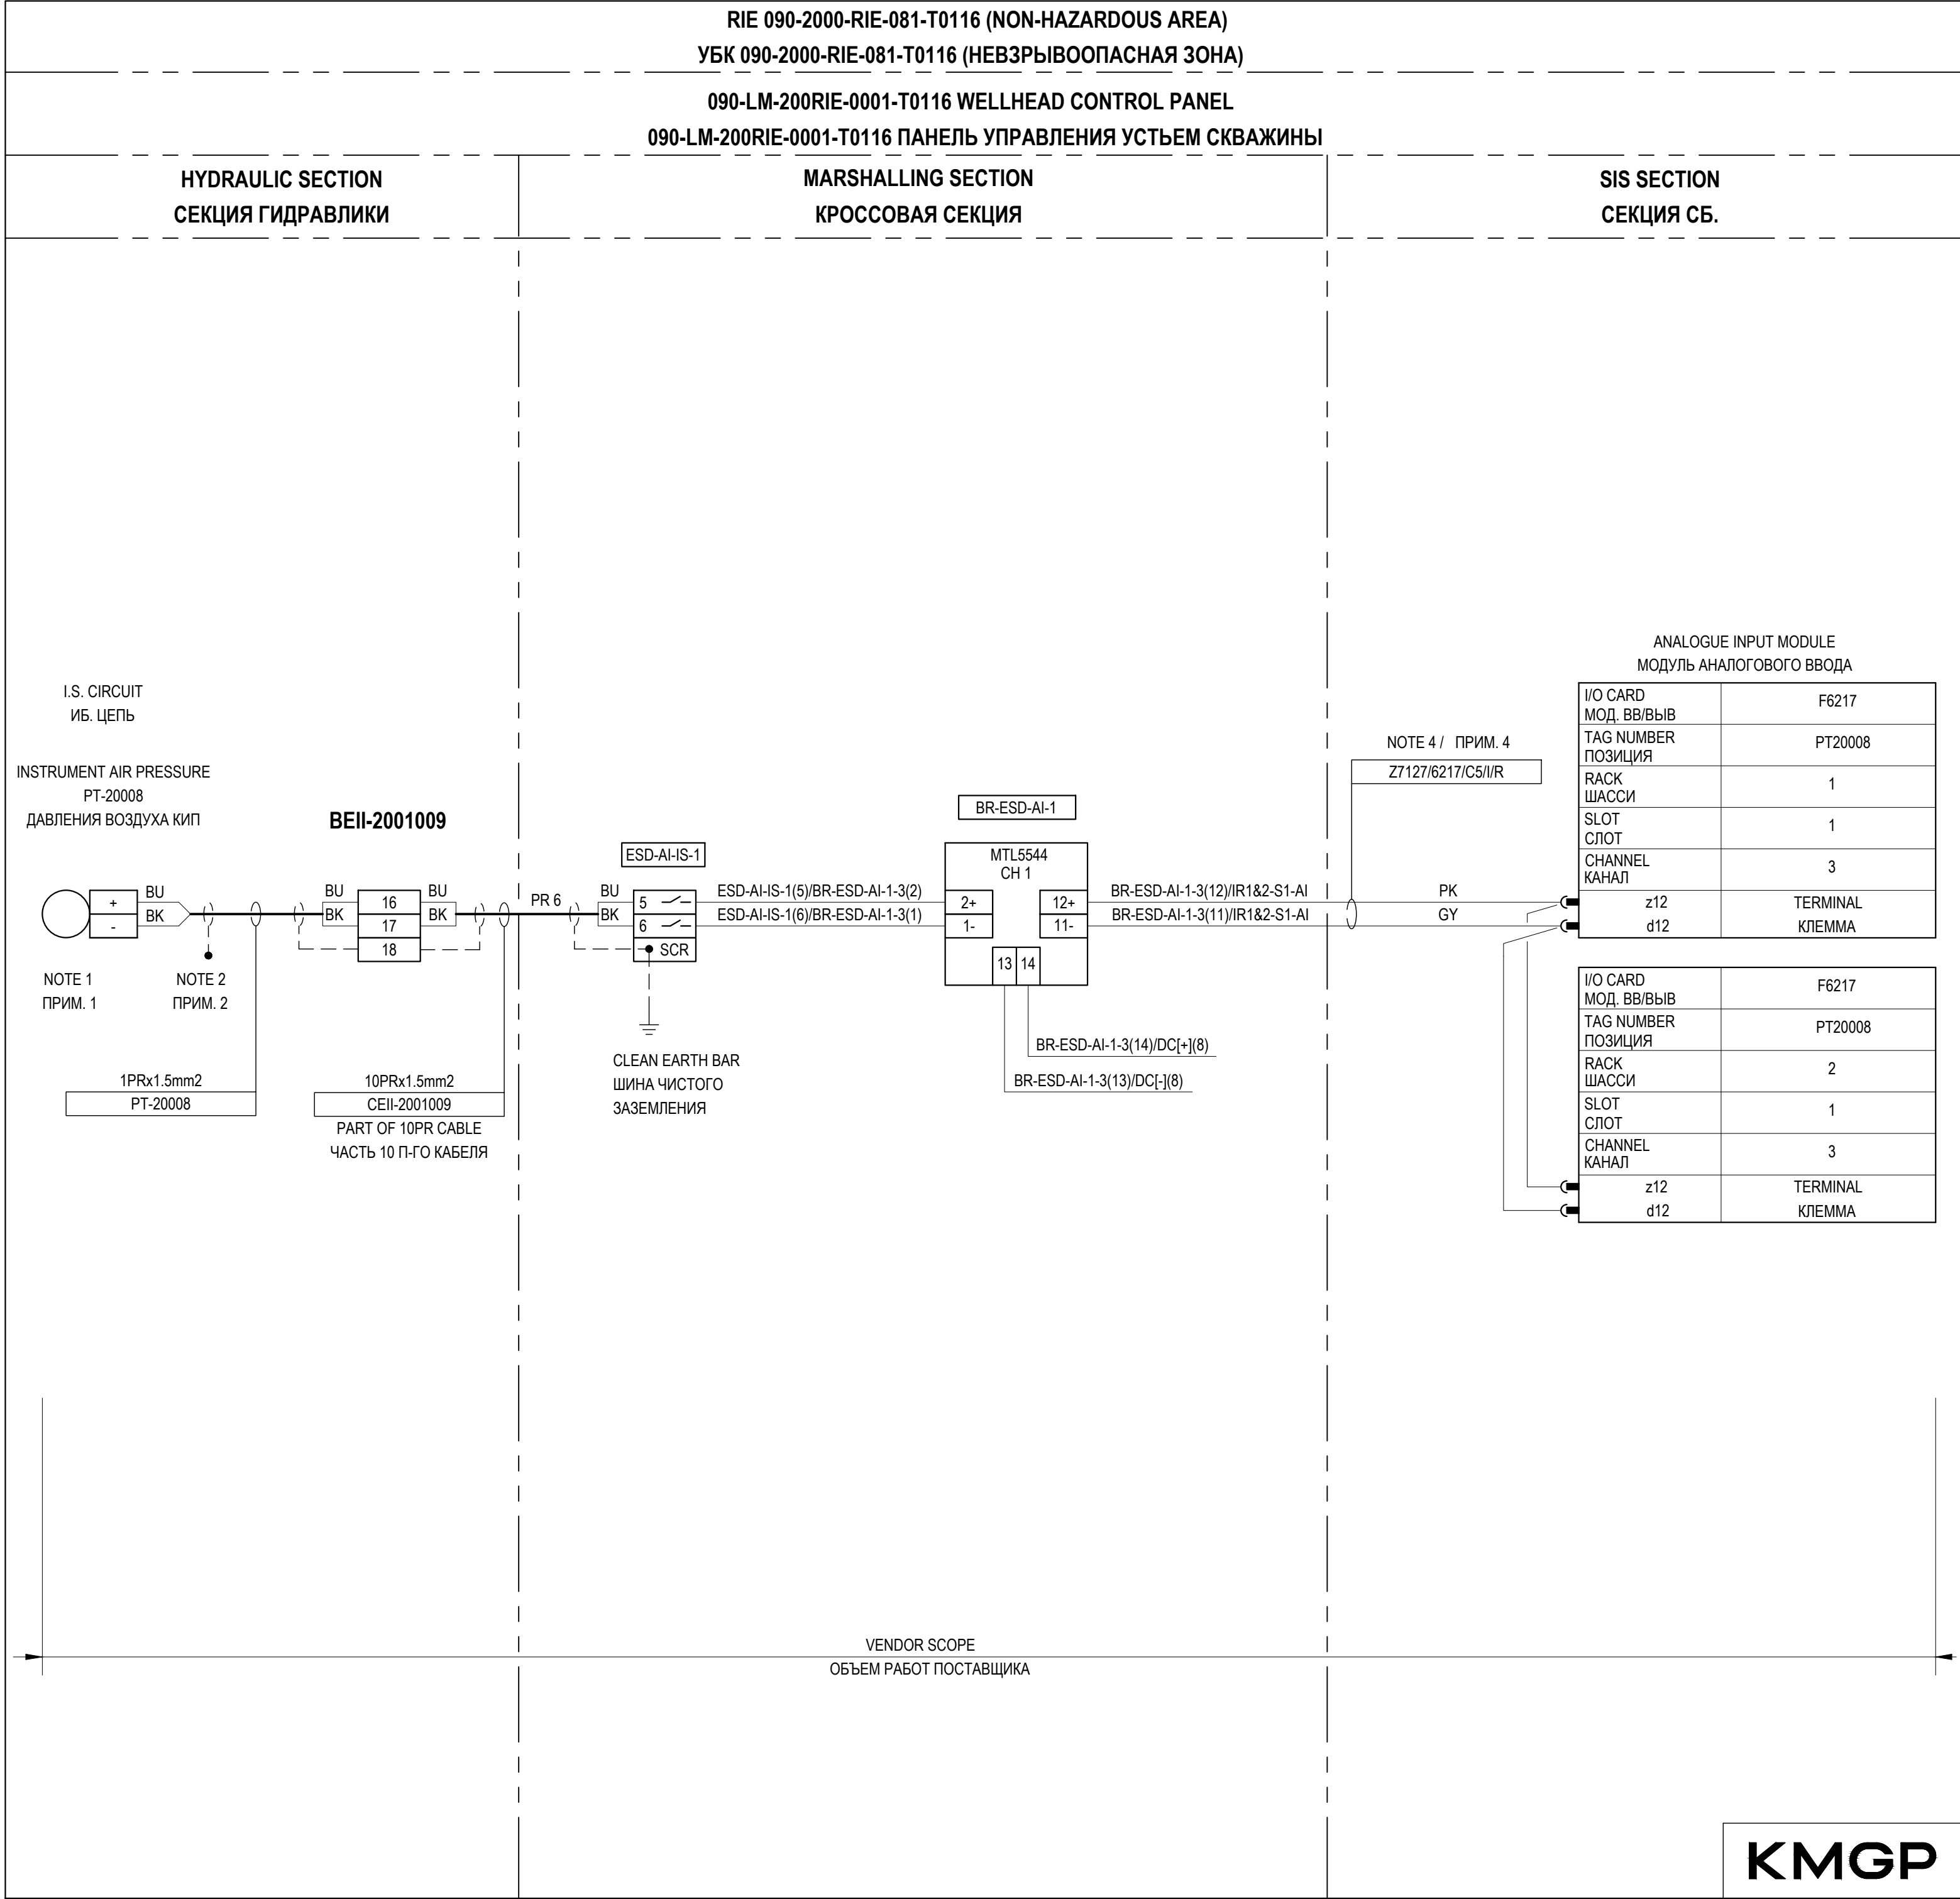 RIE 090-2000-RIE-081-T0116 (NON-HAZARDOUS AREA)
УБК 090-2000-RIE-081-T0116 (НЕВЗРЫВООПАСНАЯ ЗОНА)
090-LM-200RIE-0001-T0116 WELLHEAD CONTROL PANEL
090-LM-200RIE-0001-T0116 ПАНЕЛЬ УПРАВЛЕНИЯ УСТЬЕМ СКВАЖИНЫ
HYDRAULIC SECTION
СЕКЦИЯ ГИДРАВЛИКИ
MARSHALLING SECTION
КРОССОВАЯ СЕКЦИЯ
SIS SECTION
СЕКЦИЯ СБ.
I.S. CIRCUIT
ИБ. ЦЕПЬ
INSTRUMENT AIR PRESSURE
PT-20008
ДАВЛЕНИЯ ВОЗДУХА КИП
+
-
BU
BK
NOTE 1
ПРИМ. 1
NOTE 2
ПРИМ. 2
1PRx1.5mm2
PT-20008
BEII-2001009
BU
BK
16
17
18
BU
BK
10PRx1.5mm2
CEII-2001009
PART OF 10PR CABLE
ЧАСТЬ 10 П-ГО КАБЕЛЯ
PR 6
BU
BK
ESD-AI-IS-1
5
6
SCR
CLEAN EARTH BAR
ШИНА ЧИСТОГО
ЗАЗЕМЛЕНИЯ
ESD-AI-IS-1(5)/BR-ESD-AI-1-3(2)
ESD-AI-IS-1(6)/BR-ESD-AI-1-3(1)
BR-ESD-AI-1
MTL5544
CH 1
2+
1-
12+
11-
13 14
BR-ESD-AI-1-3(14)/DC[+](8)
BR-ESD-AI-1-3(13)/DC[-](8)
BR-ESD-AI-1-3(12)/IR1&2-S1-AI
BR-ESD-AI-1-3(11)/IR1&2-S1-AI
NOTE 4 / ПРИМ. 4
Z7127/6217/C5/I/R
PK
GY
ANALOGUE INPUT MODULE
МОДУЛЬ АНАЛОГОВОГО ВВОДА
I/O CARD
МОД. ВВ/ВЫВ
F6217
TAG NUMBER
ПОЗИЦИЯ
PT20008
RACK
ШАССИ
1
SLOT
СЛОТ
1
CHANNEL
КАНАЛ
3
z12 TERMINAL
d12 КЛЕММА
I/O CARD
МОД. ВВ/ВЫВ
F6217
TAG NUMBER
ПОЗИЦИЯ
PT20008
RACK
ШАССИ
2
SLOT
СЛОТ
1
CHANNEL
КАНАЛ
3
z12 TERMINAL
d12 КЛЕММА
VENDOR SCOPE
ОБЪЕМ РАБОТ ПОСТАВЩИКА
KMGP